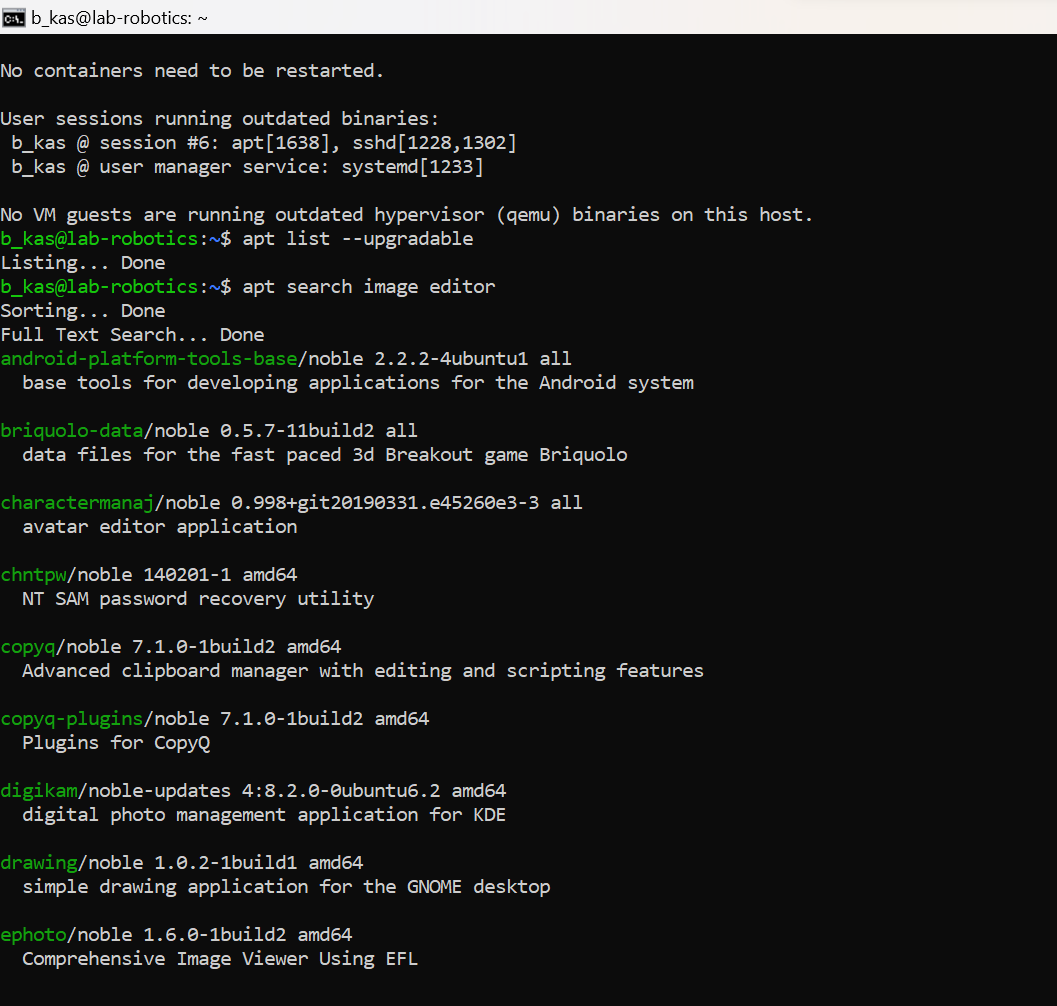 C:\. b_kas@lab-robotics: ~
No containers need to be restarted.
User sessions running outdated binaries:
 b_kas @ session #6: apt[1638], sshd[1228,1302]
 b_kas @ user manager service: systemd[1233]
No VM guests are running outdated hypervisor (qemu) binaries on this host.
b_kas@lab-robotics:~$ apt list --upgradable
Listing... Done
b_kas@lab-robotics:~$ apt search image editor
Sorting... Done
Full Text Search... Done
android-platform-tools-base/noble 2.2.2-4ubuntu1 all
  base tools for developing applications for the Android system
briquolo-data/noble 0.5.7-11build2 all
  data files for the fast paced 3d Breakout game Briquolo
charactermanaj/noble 0.998+git20190331.e45260e3-3 all
  avatar editor application
chntpw/noble 140201-1 amd64
  NT SAM password recovery utility
copyq/noble 7.1.0-1build2 amd64
  Advanced clipboard manager with editing and scripting features
copyq-plugins/noble 7.1.0-1build2 amd64
  Plugins for CopyQ
digikam/noble-updates 4:8.2.0-0ubuntu6.2 amd64
  digital photo management application for KDE
drawing/noble 1.0.2-1build1 amd64
  simple drawing application for the GNOME desktop
ephoto/noble 1.6.0-1build2 amd64
  Comprehensive Image Viewer Using EFL